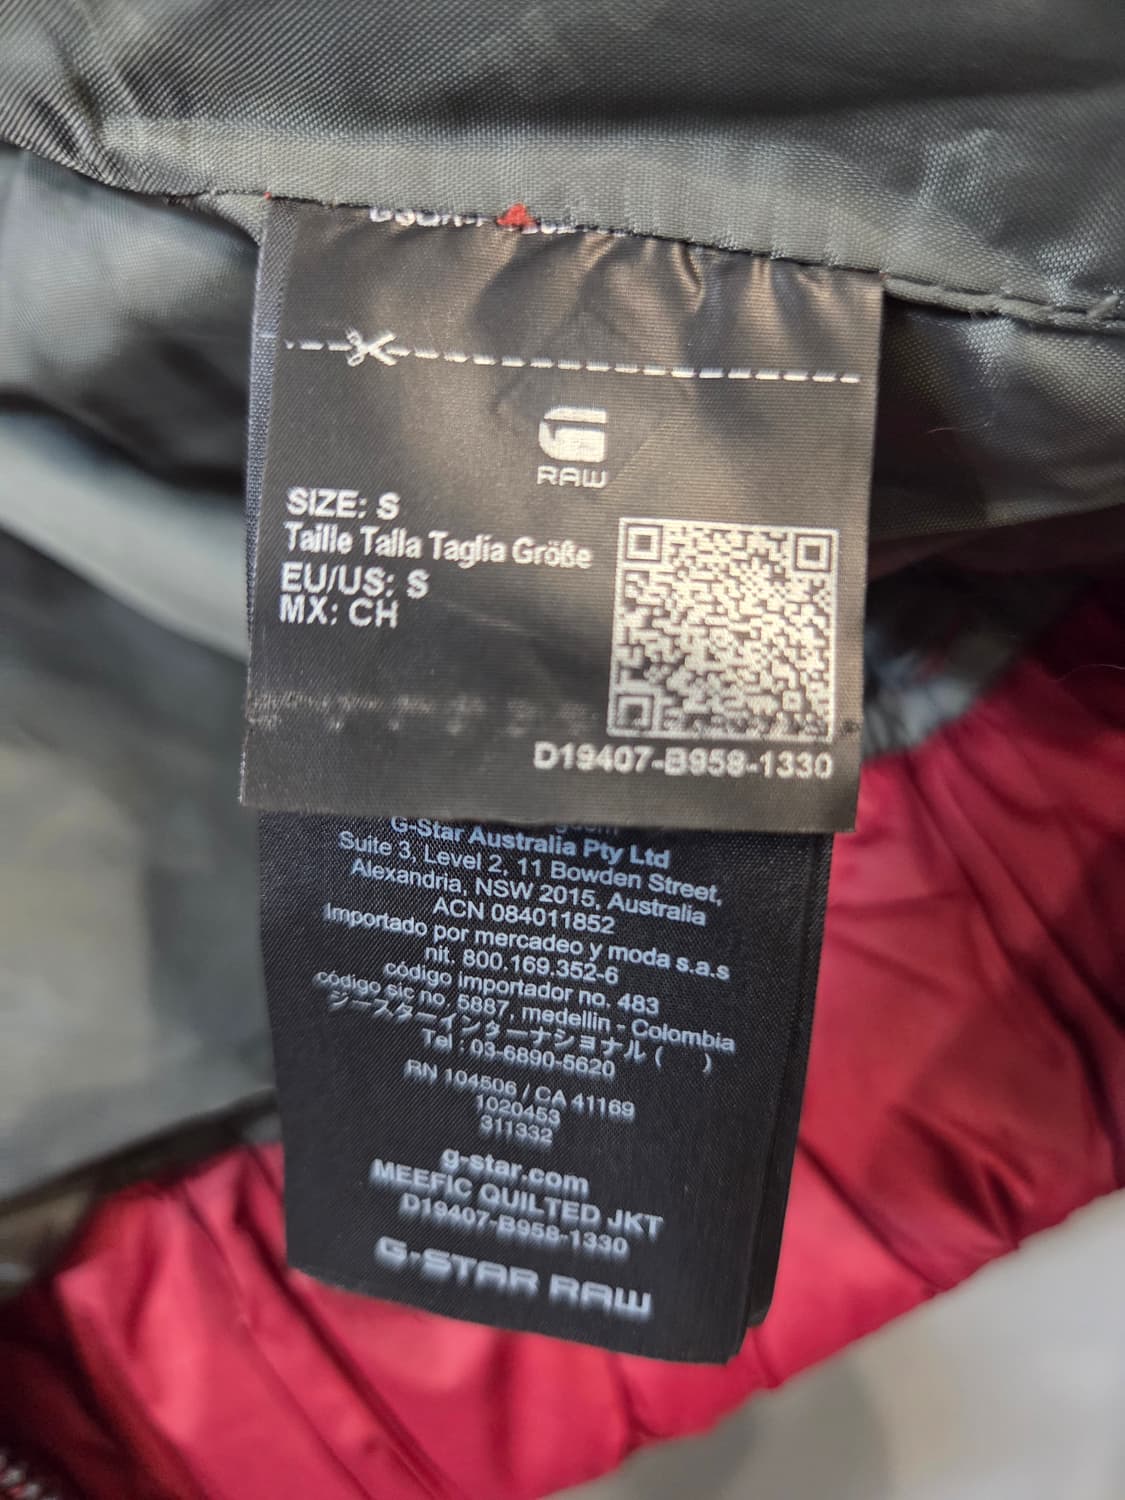 RAW
SIZE: S
Taille Talla Taglia Größe
EU/US: S
MX: CH
D19407-B958-1330
G-Star Australia Pty Ltd
Suite 3, Level 2, 11 Bowden Street,
Alexandria, NSW 2015, Australia
ACN 084011852
Importado por mercadeo y moda s.a.s
nit. 800.169.352-6
código importador no. 483
código sic no. 5887, medellin - Colombia
ジースターインターナショナル ( )
Tel : 03-6890-5620
RN 104506 / CA 41169
1020453
311332
g-star.com
MEEFIC QUILTED JKT
D19407-B958-1330
G-STAR RAW